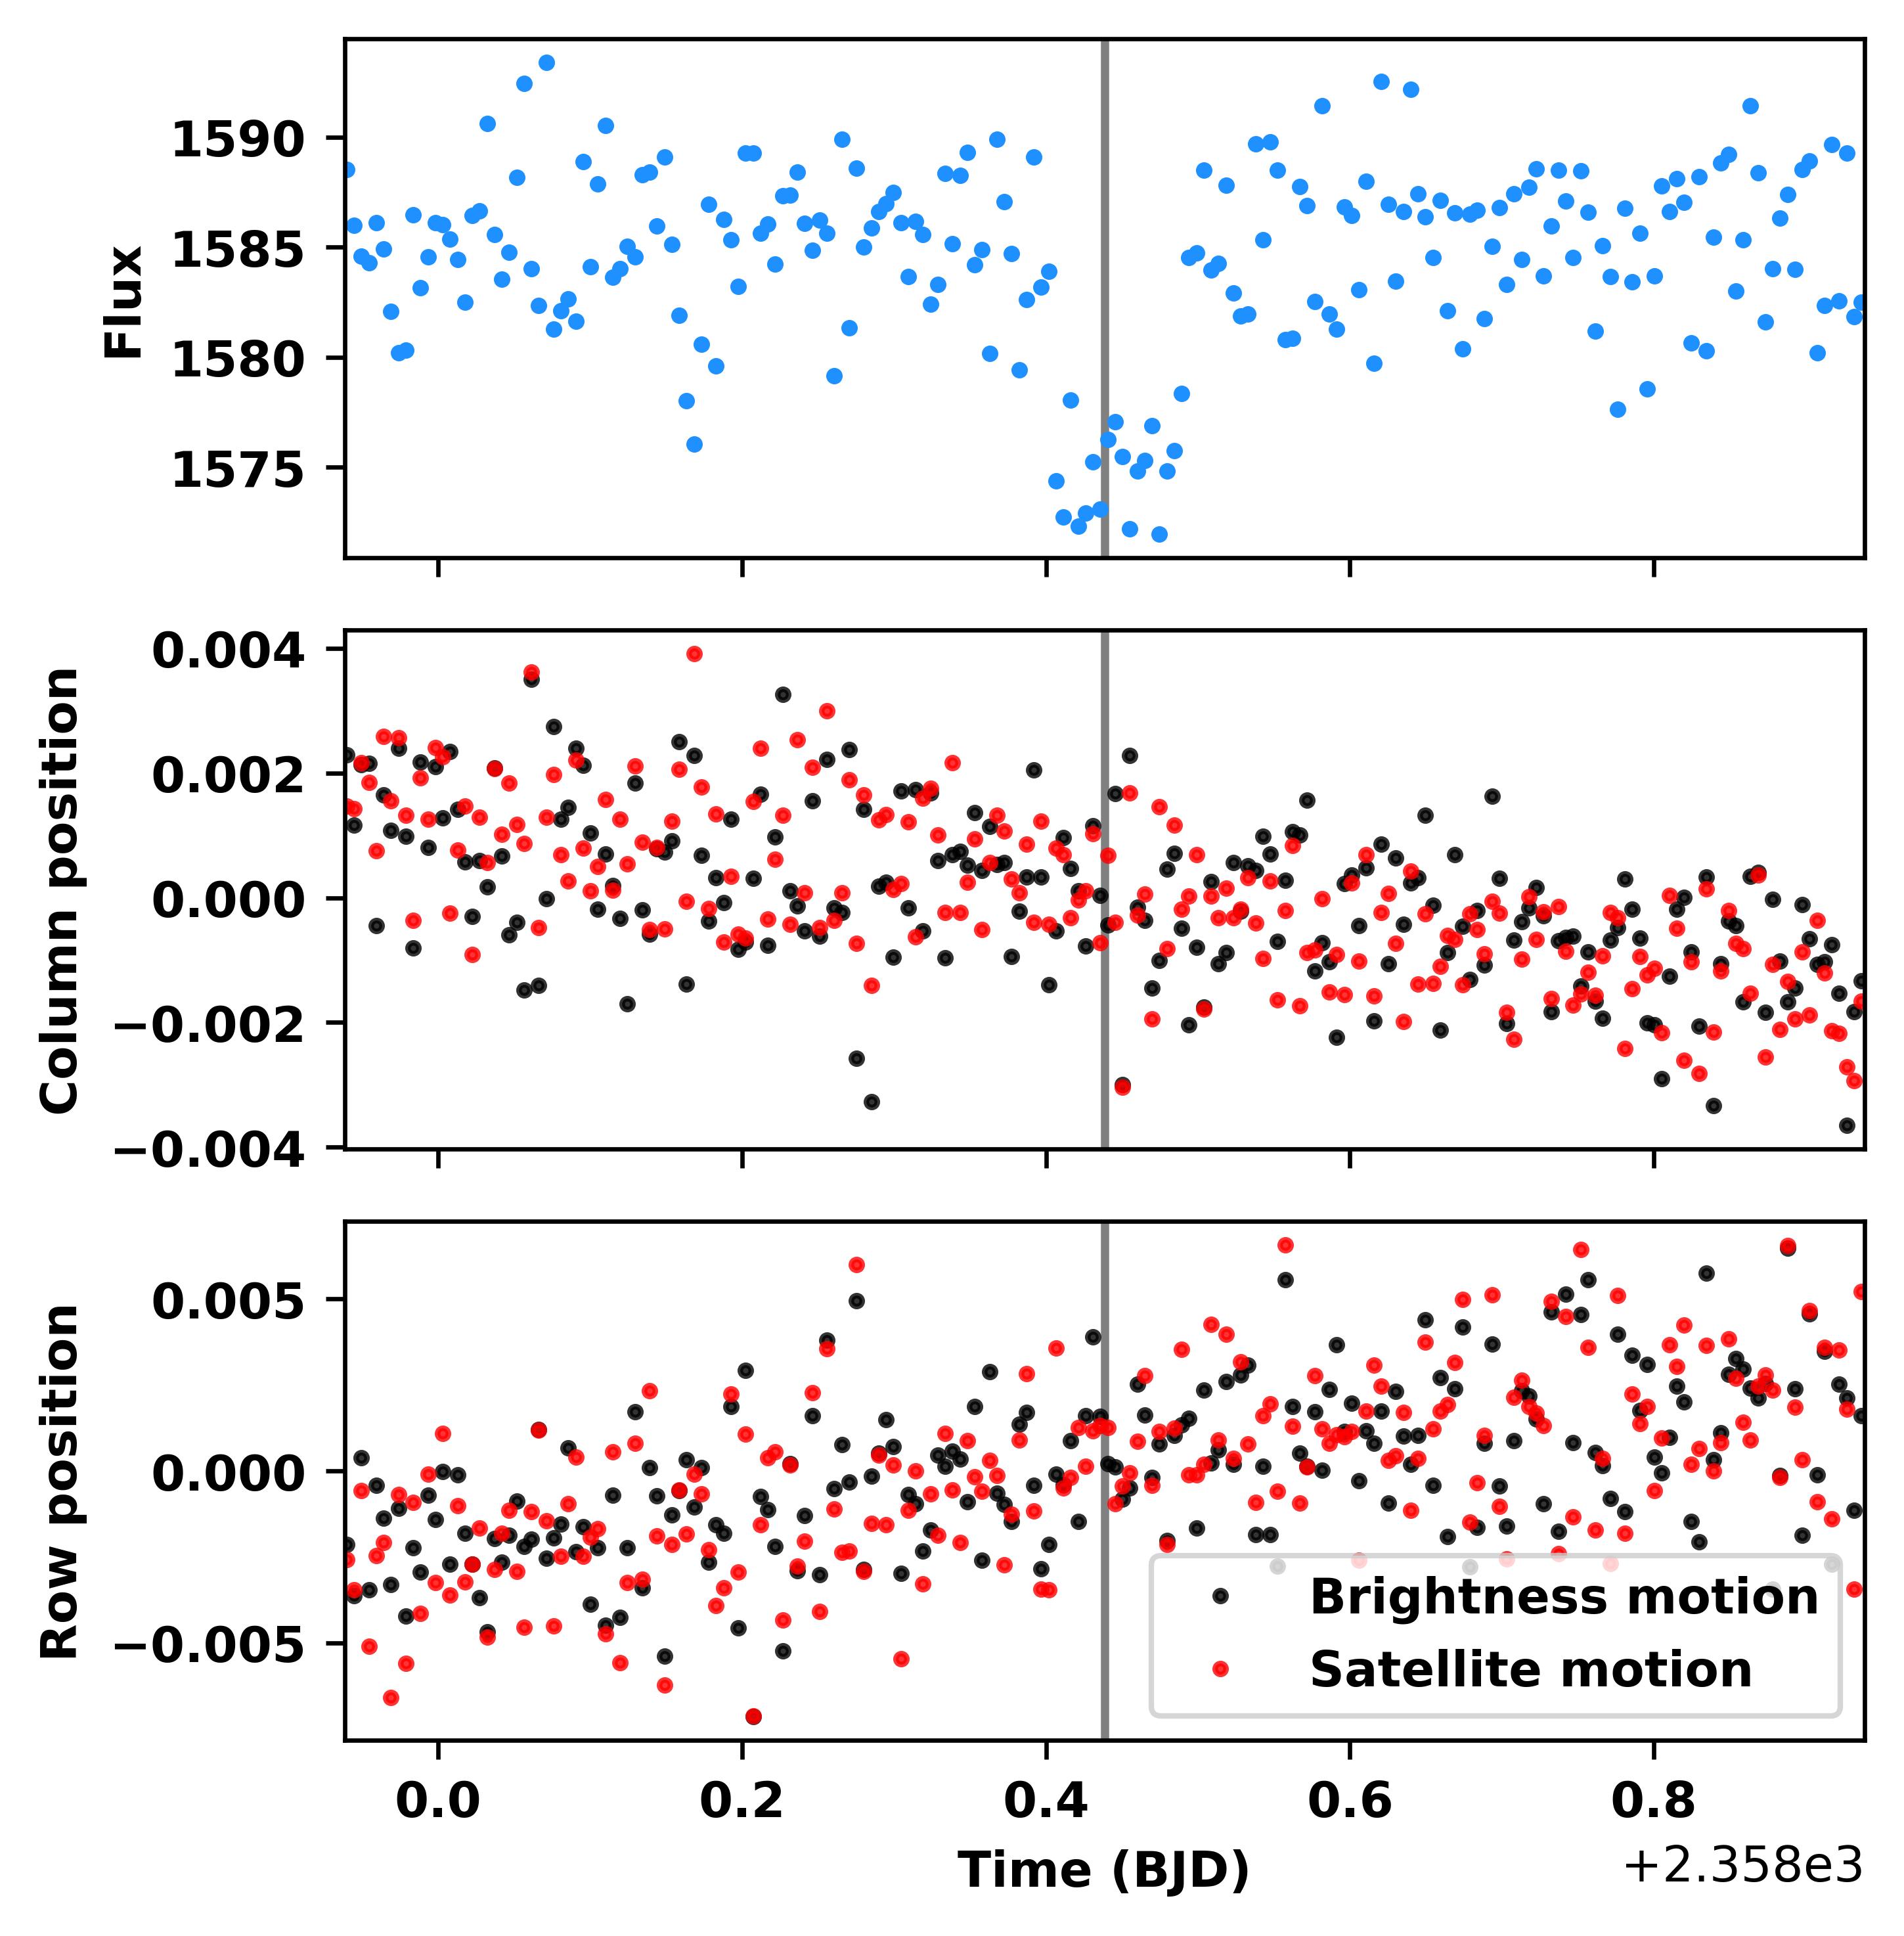 Flux
1590
1585
1580
1575
Column position
0.004
0.002
0.000
−0.002
−0.004
Row position
0.005
0.000
−0.005
Brightness motion
Satellite motion
0.0 0.2 0.4 0.6 0.8
Time (BJD)
+2.358e3